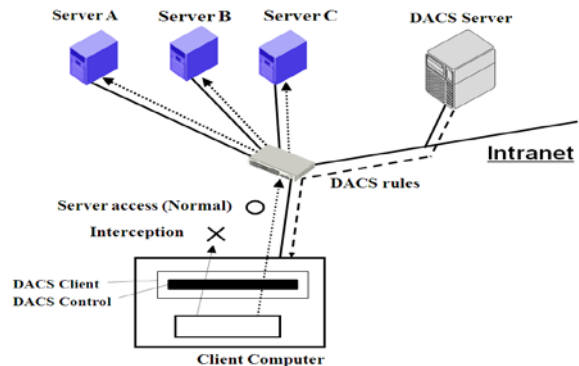 Server A
Server B
Server C
DACS Server
Intranet
DACS rules
Server access (Normal)
Interception
DACS Client
DACS Control
Client Computer